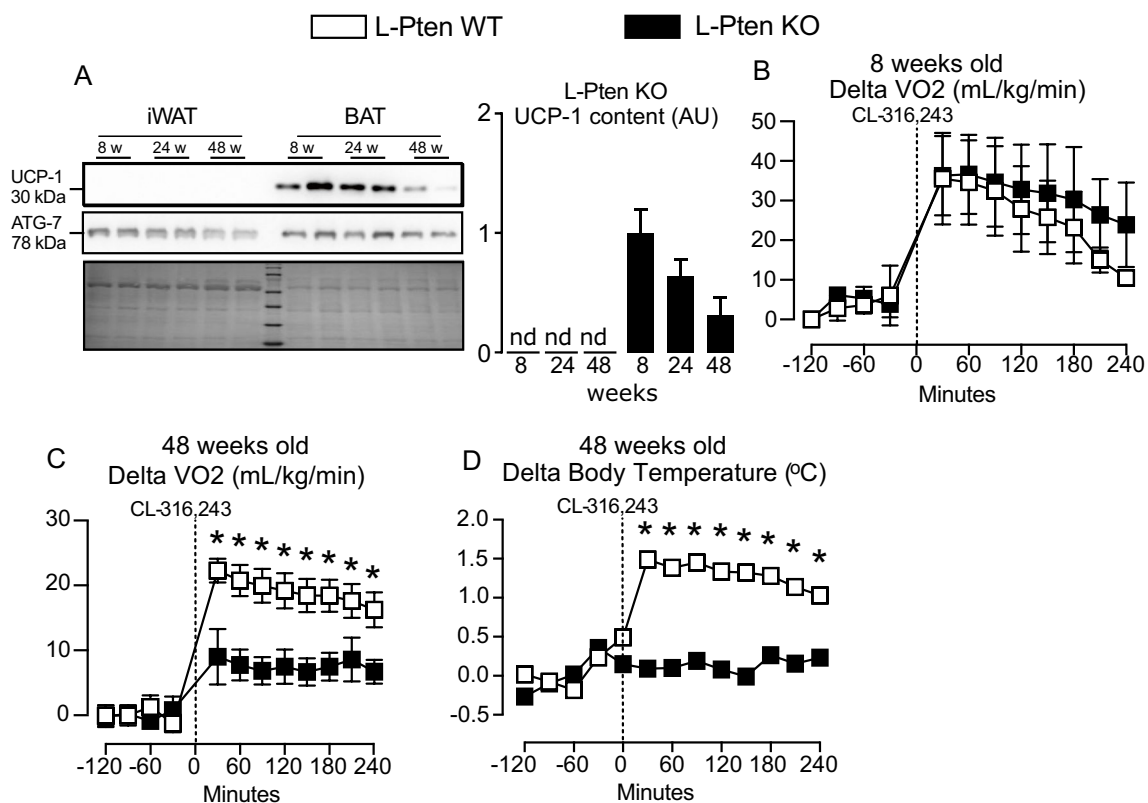 L-Pten WT
L-Pten KO
A
iWAT
BAT
8 w
24 w
48 w
8 w
24 w
48 w
UCP-1
30 kDa
ATG-7
78 kDa
L-Pten KO
UCP-1 content (AU)
2
1
0
nd nd nd
8 24 48 8 24 48
weeks
B
8 weeks old
Delta VO2 (mL/kg/min)
CL-316,243
50
40
30
20
10
0
-120 -60 0 60 120 180 240
Minutes
C
48 weeks old
Delta VO2 (mL/kg/min)
CL-316,243
30
20
10
0
* * * * * * * *
-120 -60 0 60 120 180 240
Minutes
D
48 weeks old
Delta Body Temperature (ºC)
CL-316,243
2.0
1.5
1.0
0.5
0.0
-0.5
* * * * * * * *
-120 -60 0 60 120 180 240
Minutes